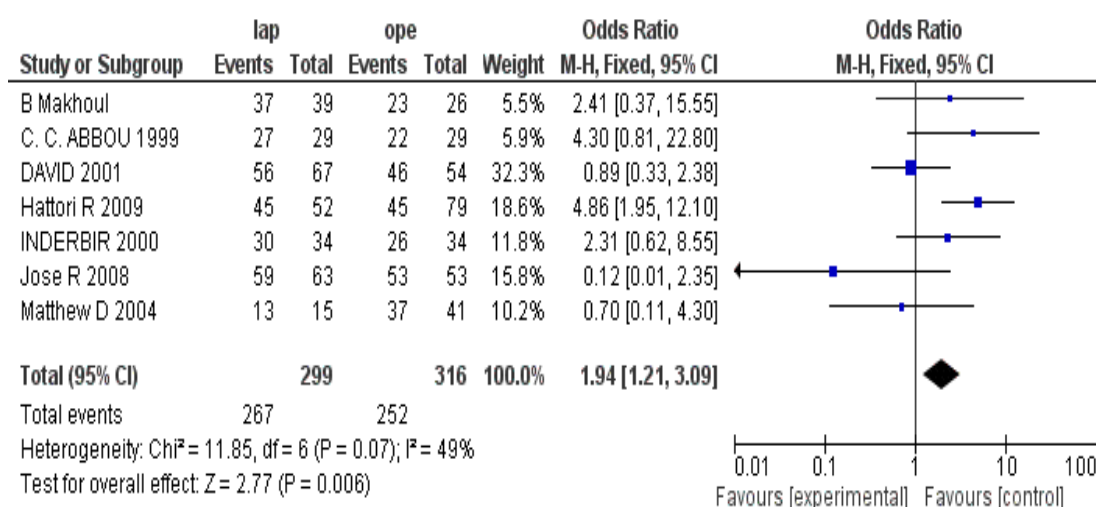 lap ope Odds Ratio Odds Ratio
Study or Subgroup Events Total Events Total Weight M-H, Fixed, 95% CI M-H, Fixed, 95% CI
B Makhoul 37 39 23 26 5.5% 2.41 [0.37, 15.55]
C. C. ABBOU 1999 27 29 22 29 5.9% 4.30 [0.81, 22.80]
DAVID 2001 56 67 46 54 32.3% 0.89 [0.33, 2.38]
Hattori R 2009 45 52 45 79 18.6% 4.86 [1.95, 12.10]
INDERBIR 2000 30 34 26 34 11.8% 2.31 [0.62, 8.55]
Jose R 2008 59 63 53 53 15.8% 0.12 [0.01, 2.35]
Matthew D 2004 13 15 37 41 10.2% 0.70 [0.11, 4.30]
Total (95% CI) 299 316 100.0% 1.94 [1.21, 3.09]
Total events 267 252
Heterogeneity: Chi² = 11.85, df = 6 (P = 0.07); I² = 49%
Test for overall effect: Z = 2.77 (P = 0.006)
0.01 0.1 1 10 100
Favours [experimental] Favours [control]